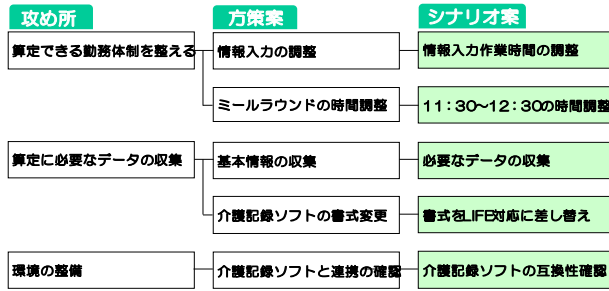 攻め所 方策案 シナリオ案
算定できる勤務体制を整える 情報入力の調整 情報入力作業時間の調整
ミールラウンドの時間調整 11：30～12：30の時間調整
算定に必要なデータの収集 基本情報の収集 必要なデータの収集
介護記録ソフトの書式変更 書式をLIFE対応に差し替え
環境の整備 介護記録ソフトと連携の確認 介護記録ソフトの互換性確認